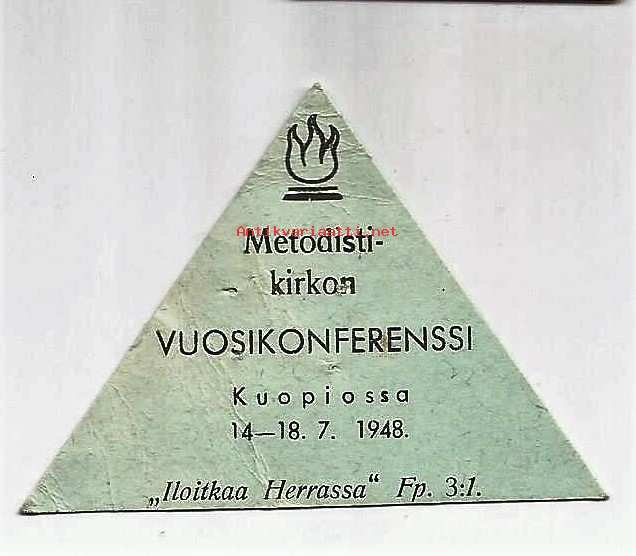 Antikvariaatti.net
Metodisti-
kirkon
VUOSIKONFERENSSI
Kuopiossa
14—18. 7. 1948.
„Iloitkaa Herrassa“ Fp. 3:1.